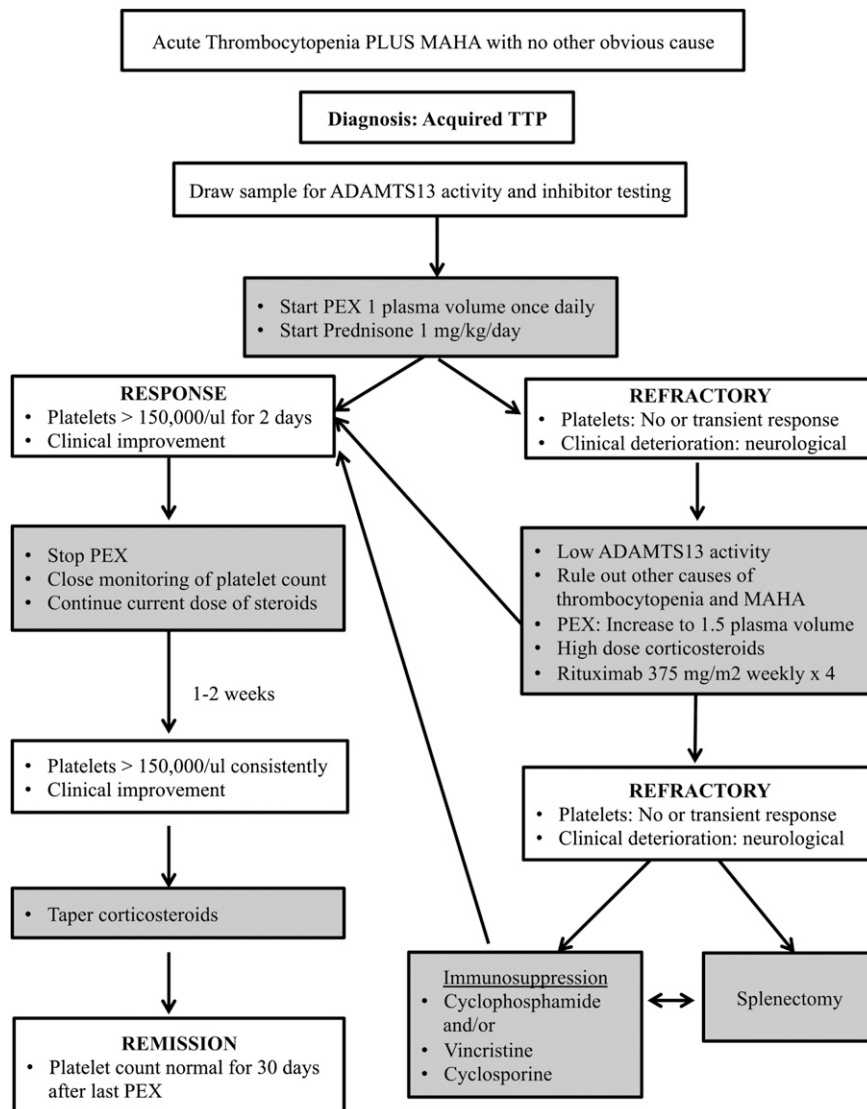 Acute Thrombocytopenia PLUS MAHA with no other obvious cause
Diagnosis: Acquired TTP
Draw sample for ADAMTS13 activity and inhibitor testing
• Start PEX 1 plasma volume once daily
• Start Prednisone 1 mg/kg/day
RESPONSE
• Platelets > 150,000/ul for 2 days
• Clinical improvement
REFRACTORY
• Platelets: No or transient response
• Clinical deterioration: neurological
• Stop PEX
• Close monitoring of platelet count
• Continue current dose of steroids
• Low ADAMTS13 activity
• Rule out other causes of
thrombocytopenia and MAHA
• PEX: Increase to 1.5 plasma volume
• High dose corticosteroids
• Rituximab 375 mg/m2 weekly x 4
1-2 weeks
• Platelets > 150,000/ul consistently
• Clinical improvement
REFRACTORY
• Platelets: No or transient response
• Clinical deterioration: neurological
• Taper corticosteroids
Immunosuppression
• Cyclophosphamide
and/or
• Vincristine
• Cyclosporine
Splenectomy
REMISSION
• Platelet count normal for 30 days
after last PEX